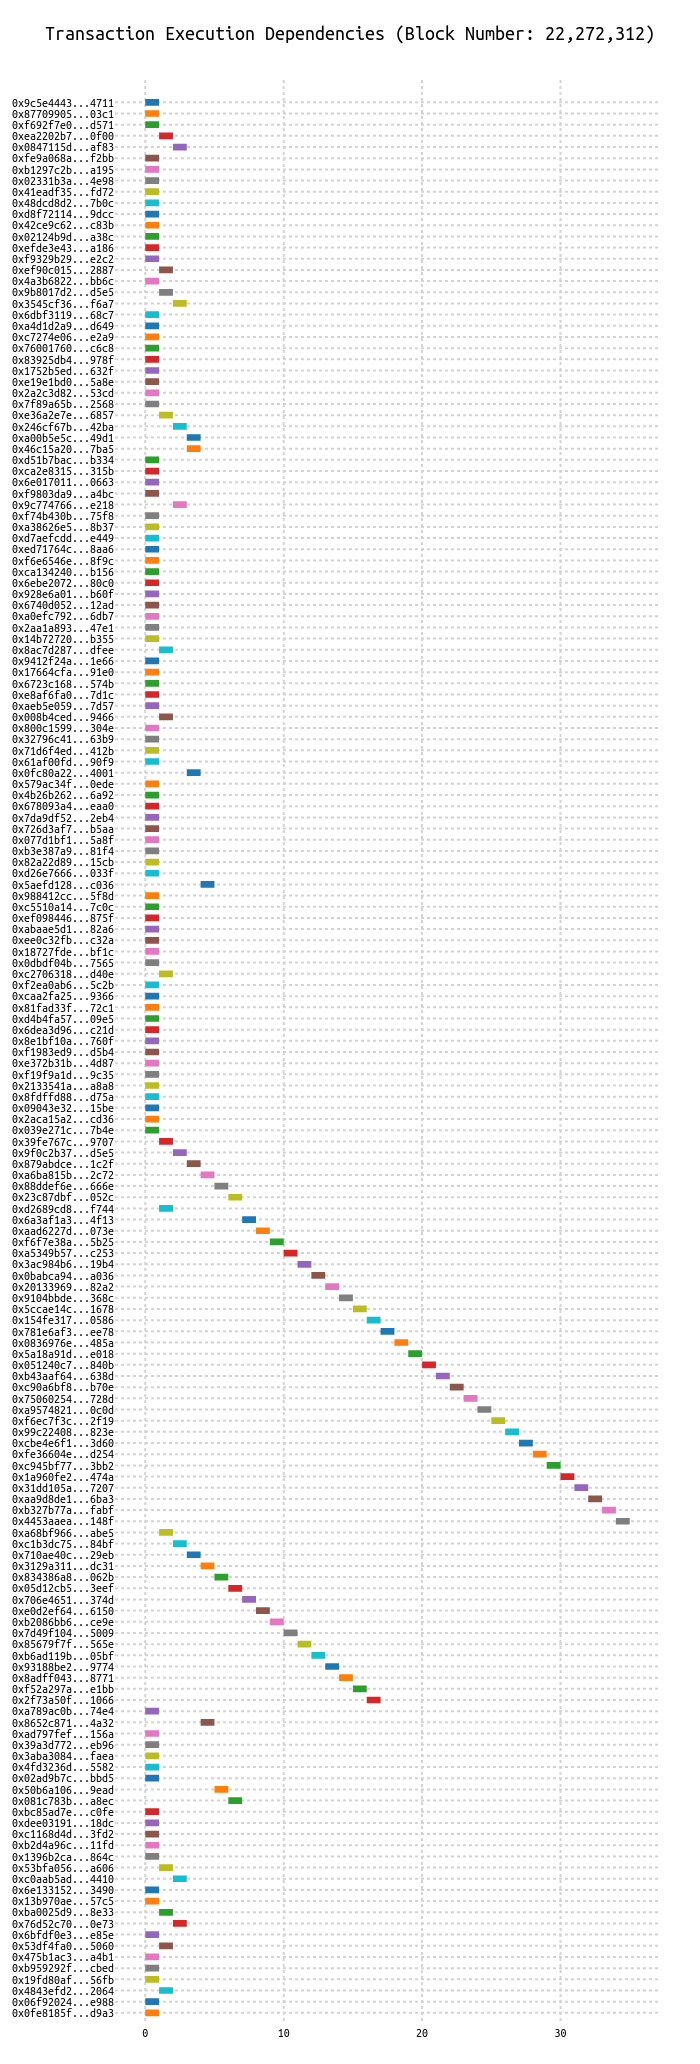 Transaction Execution Dependencies (Block Number: 22,272,312)
0x9c5e4443...4711
0x87709905...03c1
0xf692f7e0...d571
0xea2202b7...0f00
0x0847115d...af83
0xfe9a068a...f2bb
0xb1297c2b...a195
0x02331b3a...4e98
0x41eadf35...fd72
0x48dcd8d2...7b0c
0xd8f72114...9dcc
0x42ce9c62...c83b
0x02124b9d...a38c
0xefde3e43...a186
0xf9329b29...e2c2
0xef90c015...2887
0x4a3b6822...bb6c
0x9b8017d2...d5e5
0x3545cf36...f6a7
0x6dbf3119...68c7
0xa4d1d2a9...d649
0xc7274e06...e2a9
0x76001760...c6c8
0x83925db4...978f
0x1752b5ed...632f
0xe19e1bd0...5a8e
0x2a2c3d82...53cd
0x7f89a65b...2568
0xe36a2e7e...6857
0x246cf67b...42ba
0xa00b5e5c...49d1
0x46c15a20...7ba5
0xd51b7bac...b334
0xca2e8315...315b
0x6e017011...0663
0xf9803da9...a4bc
0x9c774766...e218
0xf74b430b...75f8
0xa38626e5...8b37
0xd7aefcdd...e449
0xed71764c...8aa6
0xf6e6546e...8f9c
0xca134240...b156
0x6ebe2072...80c0
0x928e6a01...b60f
0x6740d052...12ad
0xa0efc792...6db7
0x2aa1a893...47e1
0x14b72720...b355
0x8ac7d287...dfee
0x9412f24a...1e66
0x17664cfa...91e0
0x6723c168...574b
0xe8af6fa0...7d1c
0xaeb5e059...7d57
0x008b4ced...9466
0x800c1599...304e
0x32796c41...63b9
0x71d6f4ed...412b
0x61af00fd...90f9
0x0fc80a22...4001
0x579ac34f...0ede
0x4b26b262...6a92
0x678093a4...eaa0
0x7da9df52...2eb4
0x726d3af7...b5aa
0x077d1bf1...5a8f
0xb3e387a9...81f4
0x82a22d89...15cb
0xd26e7666...033f
0x5aefd128...c036
0x988412cc...5f8d
0xc5510a14...7c0c
0xef098446...875f
0xabaae5d1...82a6
0xee0c32fb...c32a
0x18727fde...bf1c
0x0dbdf04b...7565
0xc2706318...d40e
0xf2ea0ab6...5c2b
0xcaa2fa25...9366
0x81fad33f...72c1
0xd4b4fa57...09e5
0x6dea3d96...c21d
0x8e1bf10a...760f
0xf1983ed9...d5b4
0xe372b31b...4d87
0xf19f9a1d...9c35
0x2133541a...a8a8
0x8fdffd88...d75a
0x09043e32...15be
0x2aca15a2...cd36
0x039e271c...7b4e
0x39fe767c...9707
0x9f0c2b37...d5e5
0x879abdce...1c2f
0xa6ba815b...2c72
0x88ddef6e...666e
0x23c87dbf...052c
0xd2689cd8...f744
0x6a3af1a3...4f13
0xaad6227d...073e
0xf6f7e38a...5b25
0xa5349b57...c253
0x3ac984b6...19b4
0x0babca94...a036
0x20133969...82a2
0x9104bbde...368c
0x5ccae14c...1678
0x154fe317...0586
0x781e6af3...ee78
0x0836976e...485a
0x5a18a91d...e018
0x051240c7...840b
0xb43aaf64...638d
0xc90a6bf8...b70e
0x75060254...728d
0xa9574821...0c0d
0xf6ec7f3c...2f19
0x99c22408...823e
0xcbe4e6f1...3d60
0xfe36604e...d254
0xc945bf77...3bb2
0x1a960fe2...474a
0x31dd105a...7207
0xaa9d8de1...6ba3
0xb327b77a...fabf
0x4453aaea...148f
0xa68bf966...abe5
0xc1b3dc75...84bf
0x710ae40c...29eb
0x3129a311...dc31
0x834386a8...062b
0x05d12cb5...3eef
0x706e4651...374d
0xe0d2ef64...6150
0xb2086bb6...ce9e
0x7d49f104...5009
0x85679f7f...565e
0xb6ad119b...05bf
0x93188be2...9774
0x8adff043...8771
0xf52a297a...e1bb
0x2f73a50f...1066
0xa789ac0b...74e4
0x8652c871...4a32
0xad797fef...156a
0x39a3d772...eb96
0x3aba3084...faea
0x4fd3236d...5582
0x02ad9b7c...bbd5
0x50b6a106...9ead
0x081c783b...a8ec
0xbc85ad7e...c0fe
0xdee03191...18dc
0xc1168d4d...3fd2
0xb2d4a96c...11fd
0x1396b2ca...864c
0x53bfa056...a606
0xc0aab5ad...4410
0x6e133152...3490
0x13b970ae...57c5
0xba0025d9...8e33
0x76d52c70...0e73
0x6bfdf0e3...e85e
0x53df4fa0...5060
0x475b1ac3...a4b1
0xb959292f...cbed
0x19fd80af...56fb
0x4843efd2...2064
0x06f92024...e988
0x0fe8185f...d9a3
0 10 20 30